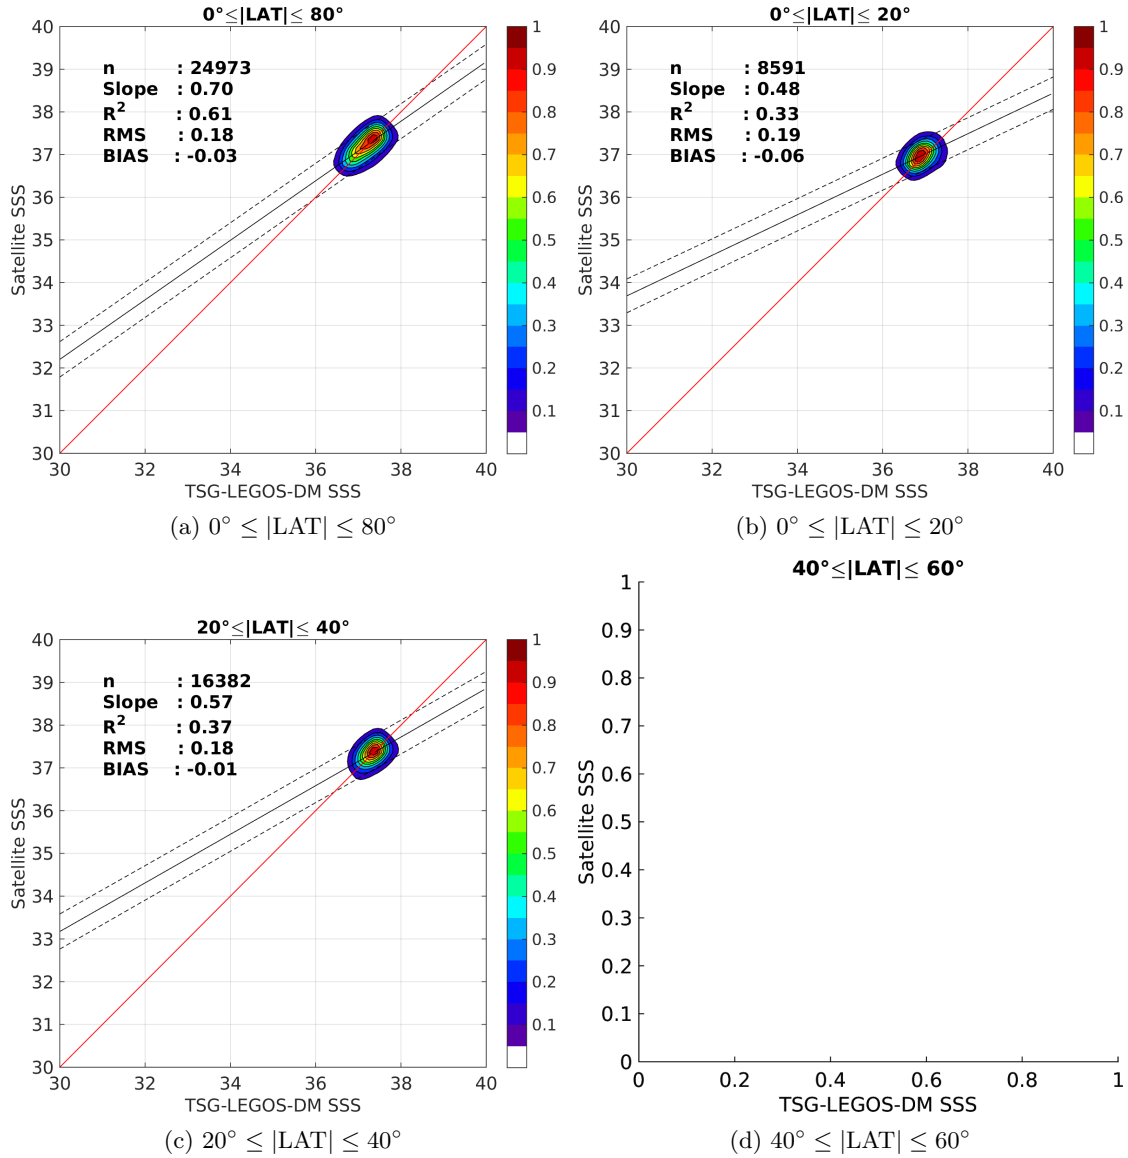 0°≤|LAT|≤ 80°
40
39
38
37
36
35
34
33
32
31
30
n : 24973
Slope : 0.70
R2 : 0.61
RMS : 0.18
BIAS : -0.03
30 32 34 36 38 40
TSG-LEGOS-DM SSS
Satellite SSS
1
0.9
0.8
0.7
0.6
0.5
0.4
0.3
0.2
0.1
(a) 0° ≤ |LAT| ≤ 80°
0°≤|LAT|≤ 20°
40
39
38
37
36
35
34
33
32
31
30
n : 8591
Slope : 0.48
R2 : 0.33
RMS : 0.19
BIAS : -0.06
30 32 34 36 38 40
TSG-LEGOS-DM SSS
Satellite SSS
1
0.9
0.8
0.7
0.6
0.5
0.4
0.3
0.2
0.1
(b) 0° ≤ |LAT| ≤ 20°
20°≤|LAT|≤ 40°
40
39
38
37
36
35
34
33
32
31
30
n : 16382
Slope : 0.57
R2 : 0.37
RMS : 0.18
BIAS : -0.01
30 32 34 36 38 40
TSG-LEGOS-DM SSS
Satellite SSS
1
0.9
0.8
0.7
0.6
0.5
0.4
0.3
0.2
0.1
(c) 20° ≤ |LAT| ≤ 40°
40°≤|LAT|≤ 60°
1
0.9
0.8
0.7
0.6
0.5
0.4
0.3
0.2
0.1
0
0 0.2 0.4 0.6 0.8 1
TSG-LEGOS-DM SSS
Satellite SSS
(d) 40° ≤ |LAT| ≤ 60°